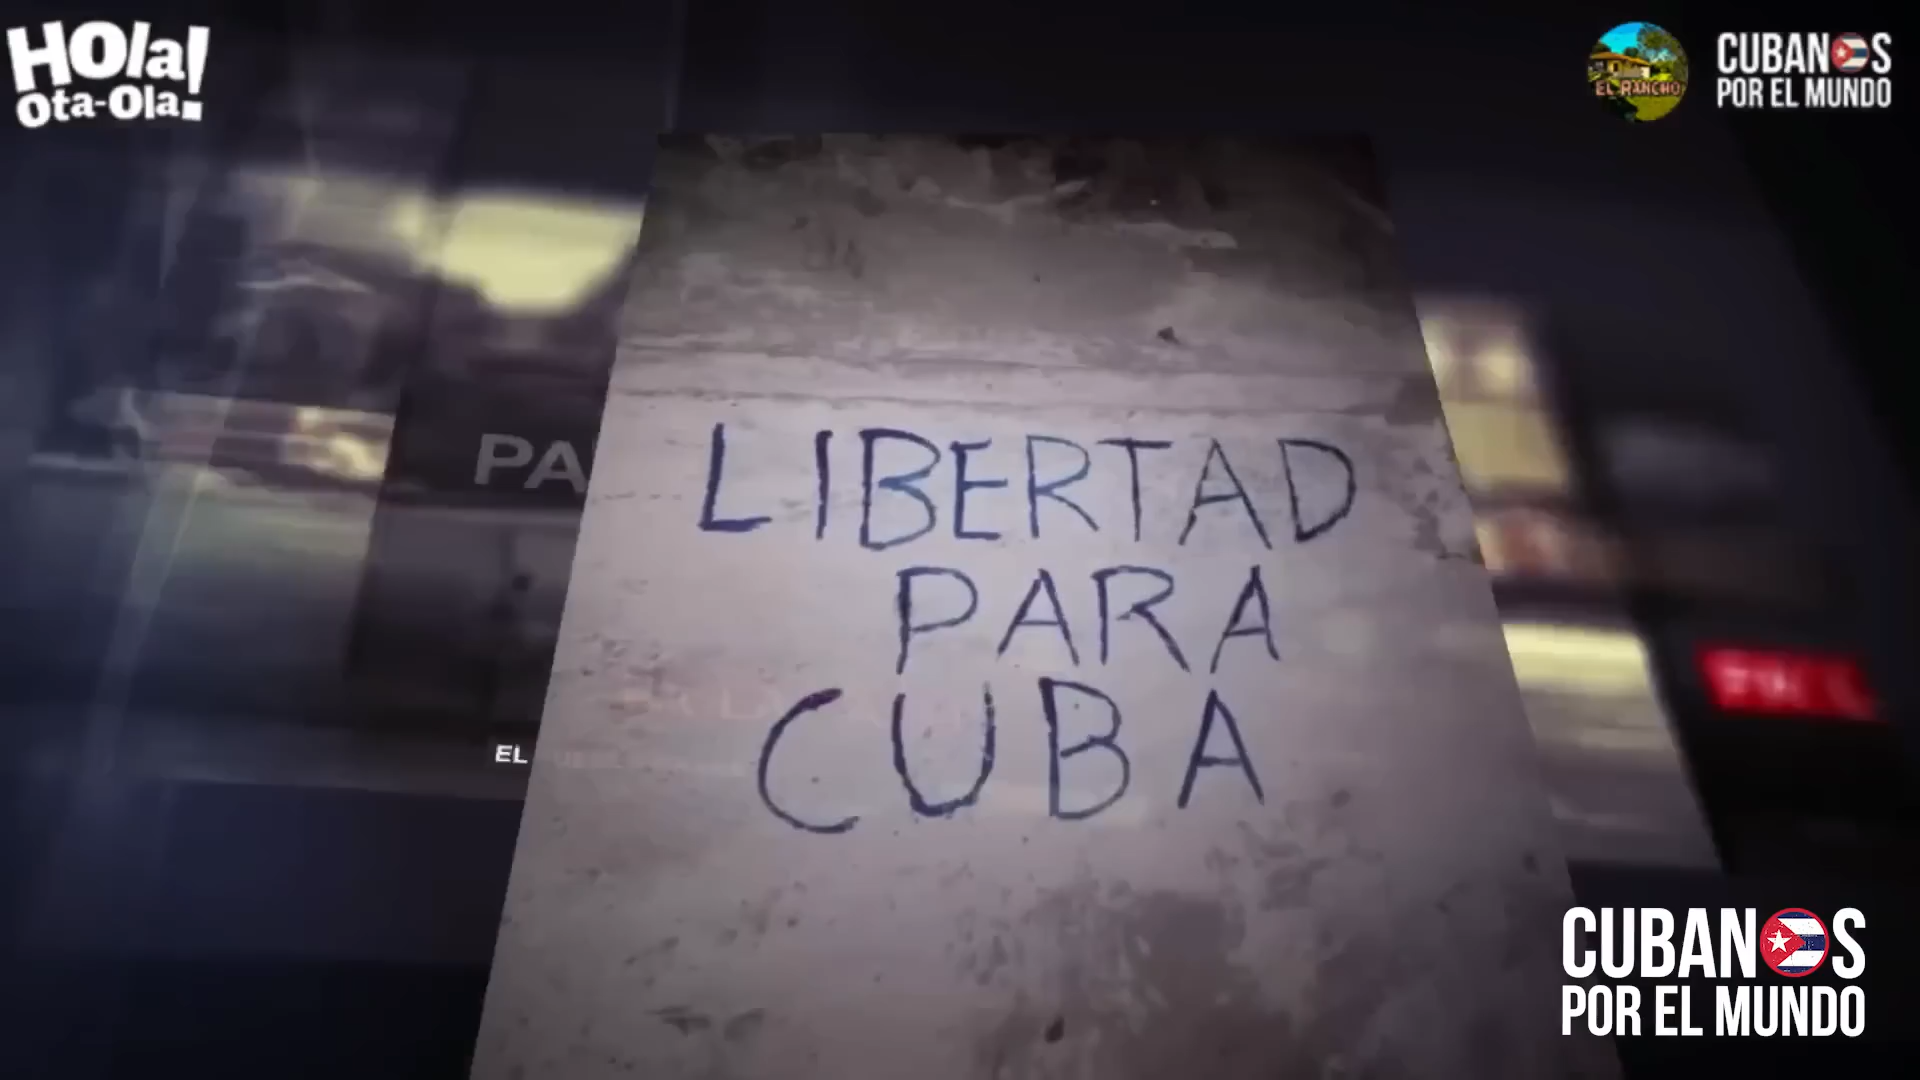 Hola!
Ota-Ola!
EL RANCHO
CUBANOS
POR EL MUNDO
PA
LIBERTAD
PARA
CUBA
EL
CUBANOS
POR EL MUNDO